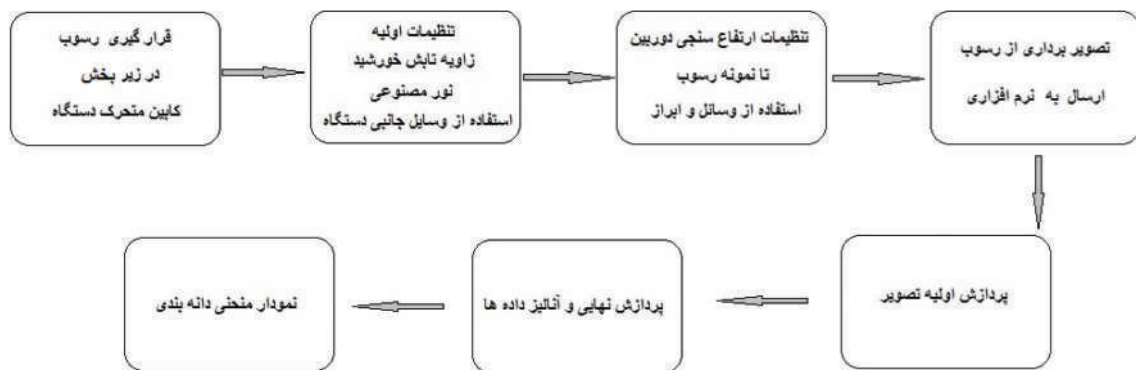 قرار گیری رسوب
در زیر بخش
کابین متحرک دستگاه
تنظیمات اولیه
زاویه تابش خورشید
نور مصنوعی
استفاده از وسایل جانبی دستگاه
تنظیمات ارتفاع سنجی دوربین
تا نمونه رسوب
استفاده از وسائل و ابراز
تصویر برداری از رسوب
ارسال به نرم افزاری
پردازش اولیه تصویر
پردازش نهایی و آنالیز داده ها
نمودار منحنی دانه بندی